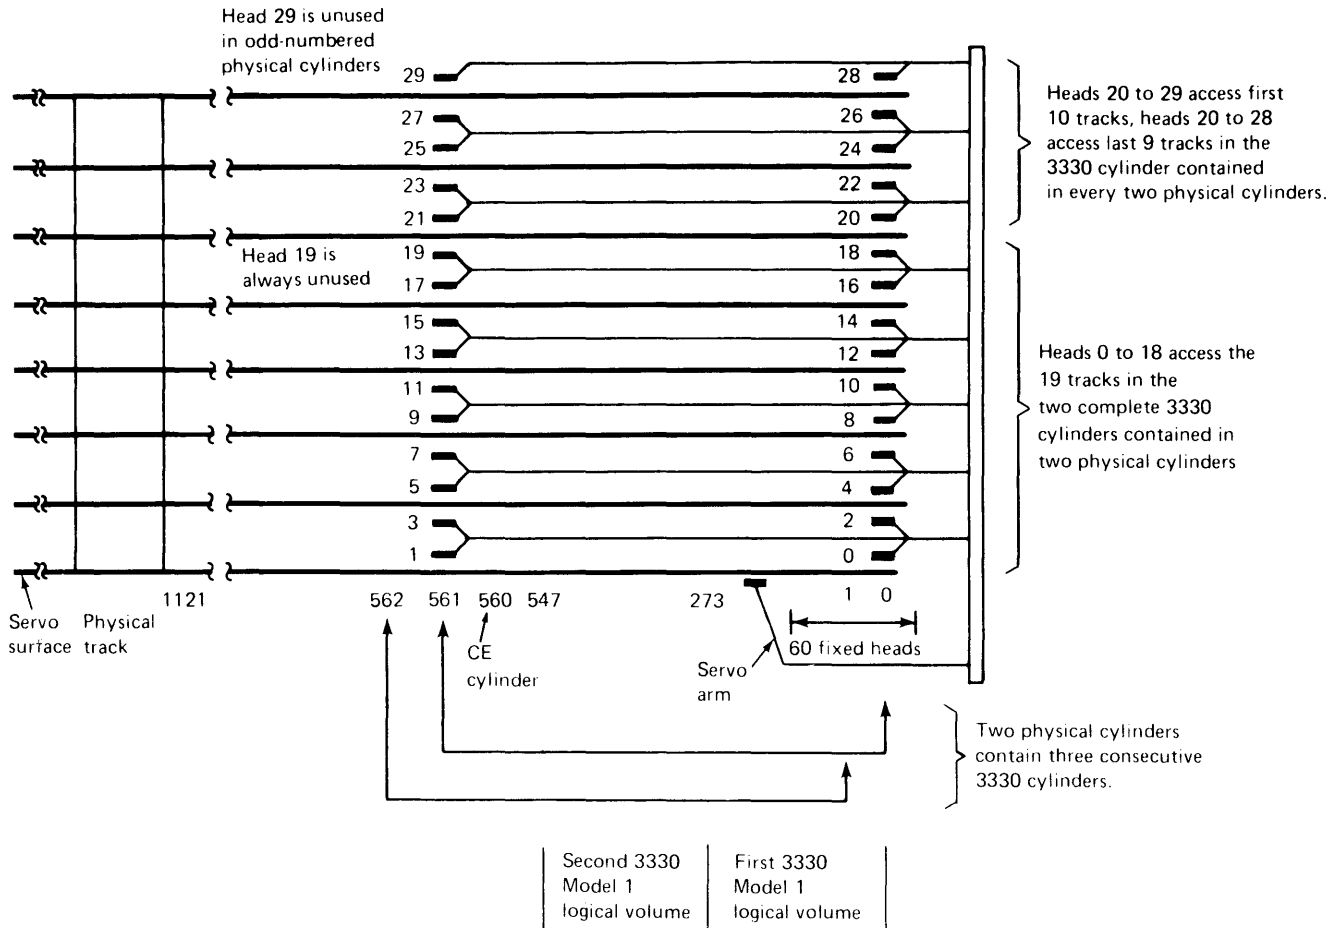 Head 29 is unused
in odd-numbered
physical cylinders
29
28
27
26
25
24
23
22
21
20
Head 19 is
always unused
19
18
17
16
15
14
13
12
11
10
9
8
7
6
5
4
3
2
1
0
Heads 20 to 29 access first
10 tracks, heads 20 to 28
access last 9 tracks in the
3330 cylinder contained
in every two physical cylinders.
Heads 0 to 18 access the
19 tracks in the
two complete 3330
cylinders contained in
two physical cylinders
1121
562
561
560
547
273
1
0
Servo
surface
Physical
track
CE
cylinder
Servo
arm
60 fixed heads
Two physical cylinders
contain three consecutive
3330 cylinders.
Second 3330
Model 1
logical volume
First 3330
Model 1
logical volume